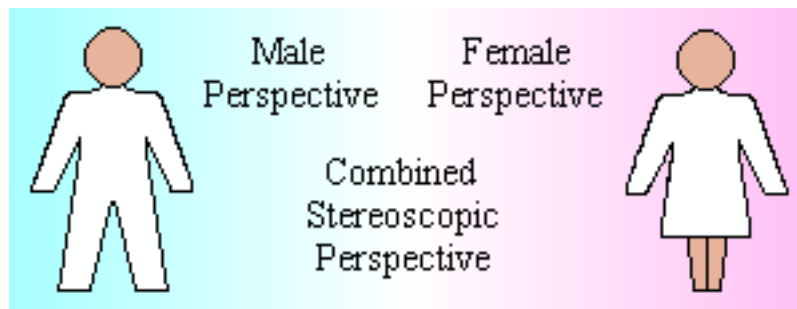 Male
Perspective
Female
Perspective
Combined
Stereoscopic
Perspective